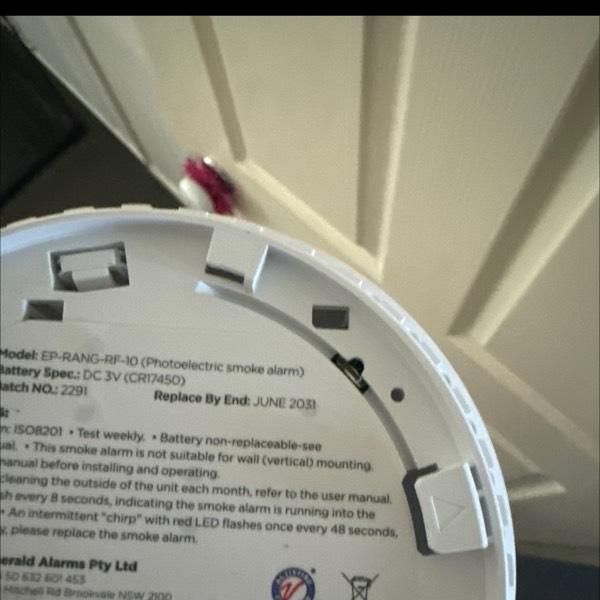 Model: EP-RANG-RF-10 (Photoelectric smoke alarm)
Battery Spec.: DC 3V (CR17450)
Batch NO.: 2291 Replace By End: JUNE 2031
ISO8201 • Test weekly. • Battery non-replaceable-see
• This smoke alarm is not suitable for wall (vertical) mounting.
manual before installing and operating.
cleaning the outside of the unit each month, refer to the user manual.
every 8 seconds, indicating the smoke alarm is running into the
• An intermittent "chirp" with red LED flashes once every 48 seconds,
please replace the smoke alarm.
Alarms Pty Ltd
50 632 601 453
Mitchell Rd Brookvale NSW 2100